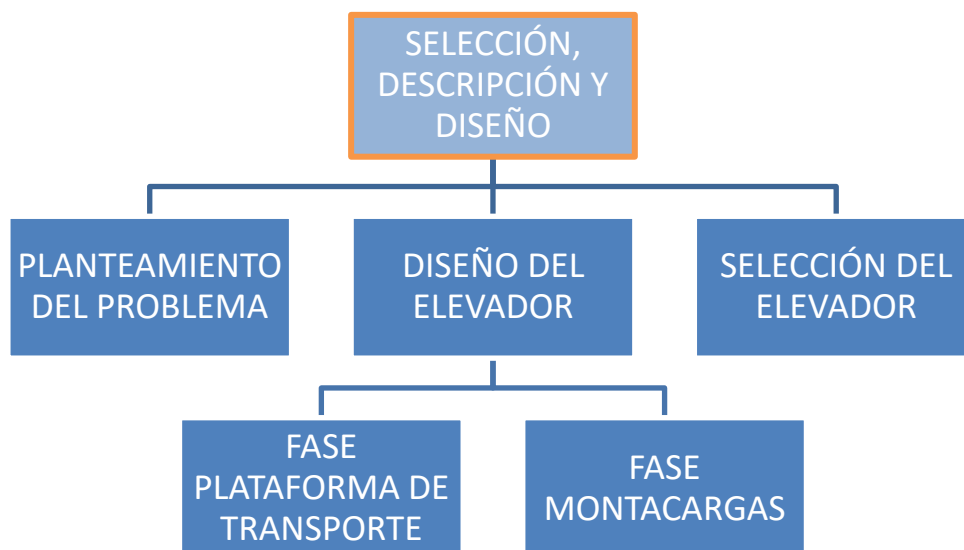 SELECCIÓN,
DESCRIPCIÓN Y
DISEÑO
PLANTEAMIENTO
DEL PROBLEMA
DISEÑO DEL
ELEVADOR
SELECCIÓN DEL
ELEVADOR
FASE
PLATAFORMA DE
TRANSPORTE
FASE
MONTACARGAS